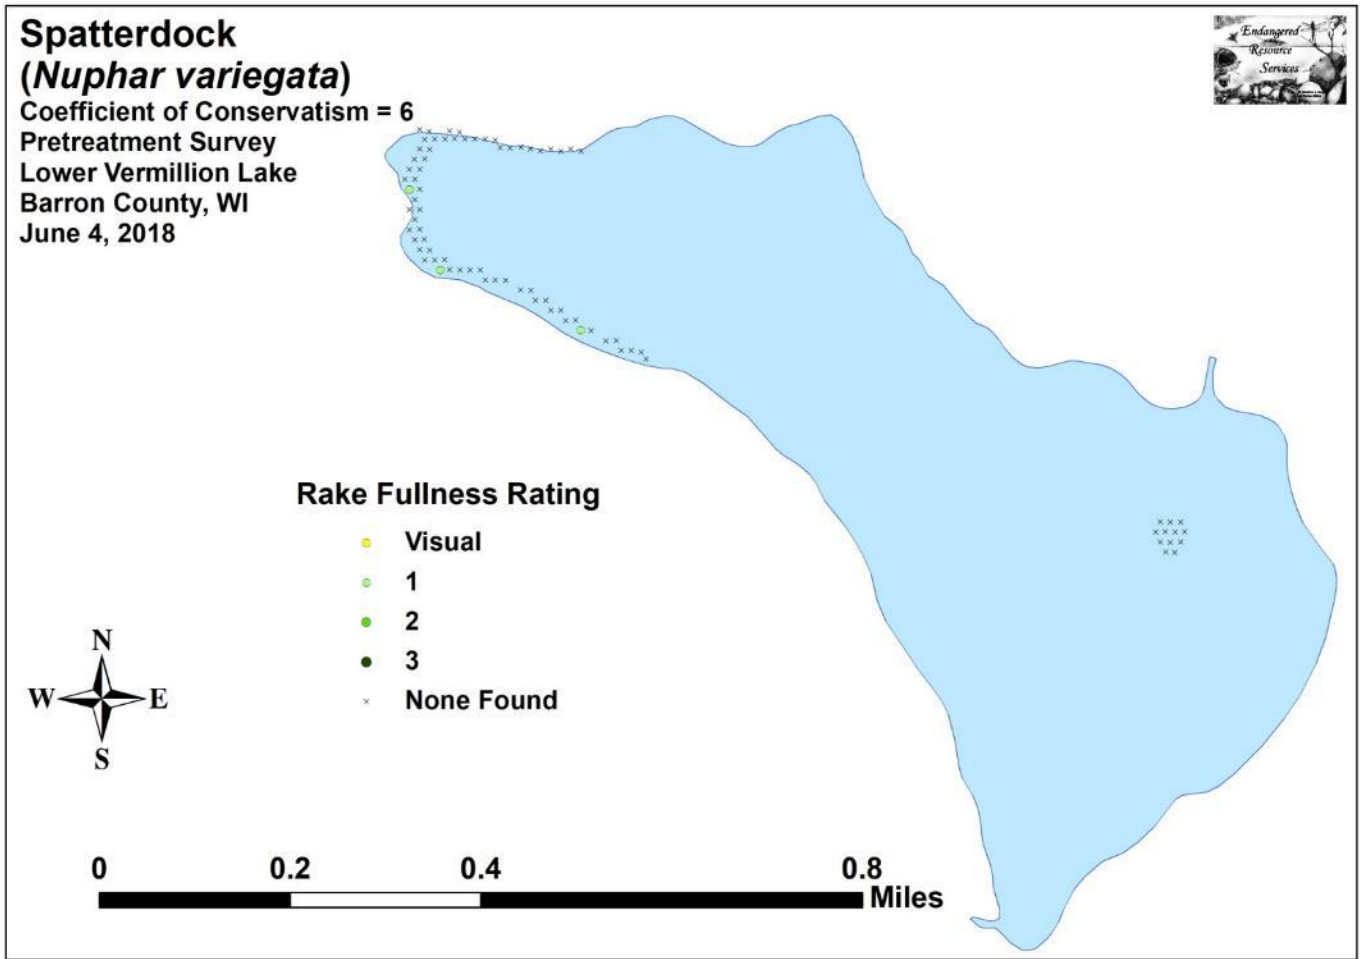 Spatterdock
(Nuphar variegata)
Coefficient of Conservatism = 6
Pretreatment Survey
Lower Vermillion Lake
Barron County, WI
June 4, 2018
Endangered
Resource
Services
Rake Fullness Rating
Visual
1
2
3
None Found
N
W E
S
0 0.2 0.4 0.8
Miles